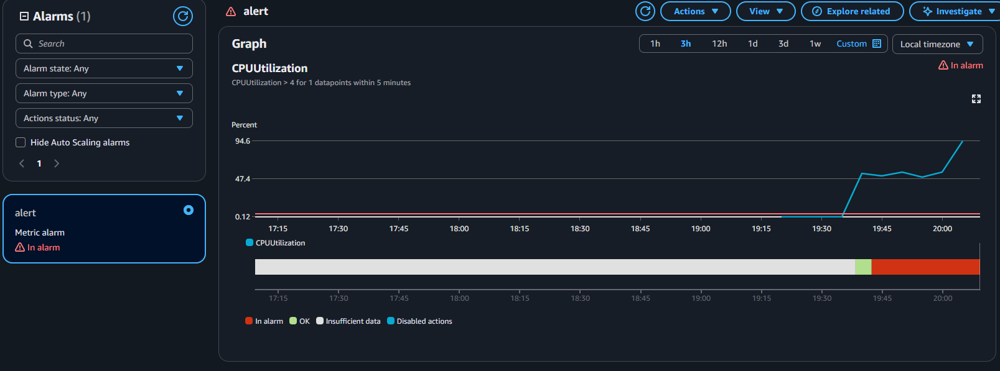 Alarms (1)
Search
Alarm state: Any
Alarm type: Any
Actions status: Any
Hide Auto Scaling alarms
1
alert
Metric alarm
In alarm
alert
Actions
View
Explore related
Investigate
Graph
1h 3h 12h 1d 3d 1w Custom
Local timezone
CPUUtilization
In alarm
CPUUtilization > 4 for 1 datapoints within 5 minutes
Percent
94.6
47.4
0.12
17:15 17:30 17:45 18:00 18:15 18:30 18:45 19:00 19:15 19:30 19:45 20:00
CPUUtilization
17:15 17:30 17:45 18:00 18:15 18:30 18:45 19:00 19:15 19:30 19:45 20:00
In alarm OK Insufficient data Disabled actions